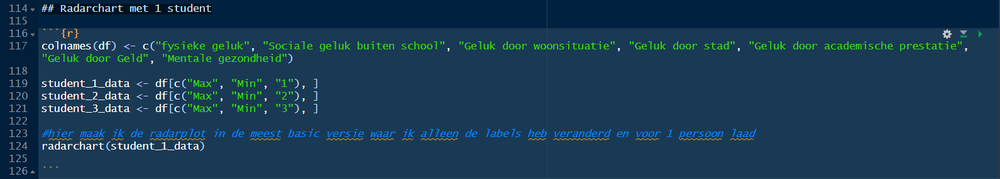 114 ## Radarchart met 1 student
115
116 ```{r}
117 colnames(df) <- c("fysieke geluk", "Sociale geluk buiten school", "Geluk door woonsituatie", "Geluk door stad", "Geluk door academische prestatie",
"Geluk door Geld", "Mentale gezondheid")
118
119 student_1_data <- df[c("Max", "Min", "1"), ]
120 student_2_data <- df[c("Max", "Min", "2"), ]
121 student_3_data <- df[c("Max", "Min", "3"), ]
122
123 #hier maak ik de radarplot in de meest basic versie waar ik alleen de labels heb veranderd en voor 1 persoon laad
124 radarchart(student_1_data)
125
126 ```